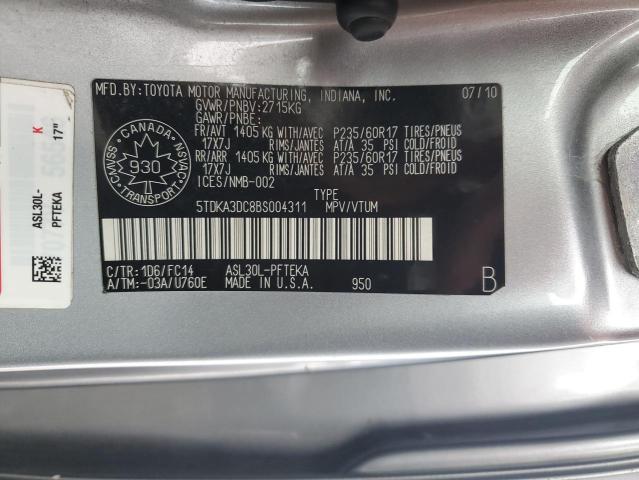 MFD.BY:TOYOTA MOTOR MANUFACTURING, INDIANA, INC. 07/10
GVWR/PNBV:2715KG
GAWR/PNBE:
FR/AVT 1405 KG WITH/AVEC P235/60R17 TIRES/PNEUS
17X7J RIMS/JANTES AT/A 35 PSI COLD/FROID
RR/ARR 1405 KG WITH/AVEC P235/60R17 TIRES/PNEUS
17X7J RIMS/JANTES AT/A 35 PSI COLD/FROID
ICES/NMB-002
CANADA
CMVSS
930
NSVAC
TRANSPORT
TYPE
5TDKA3DC8BS004311 MPV/VTUM
C/TR:1D6/FC14 ASL30L-PFTEKA
A/TM:-03A/U760E MADE IN U.S.A. 950 B
ASL30L-
PFTEKA
K
17"